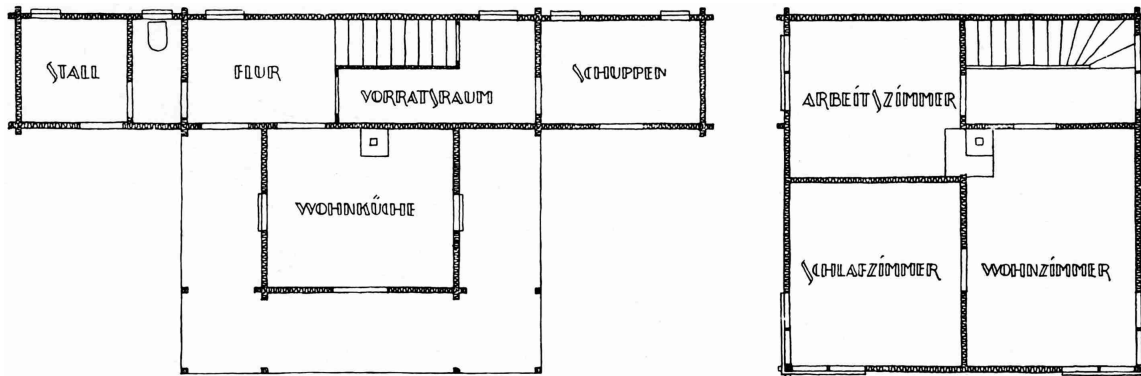 STALL
FLUR
VORRATSRAUM
SCHUPPEN
WOHNKÜCHE
ARBEITSZIMMER
SCHLAFZIMMER
WOHNZIMMER